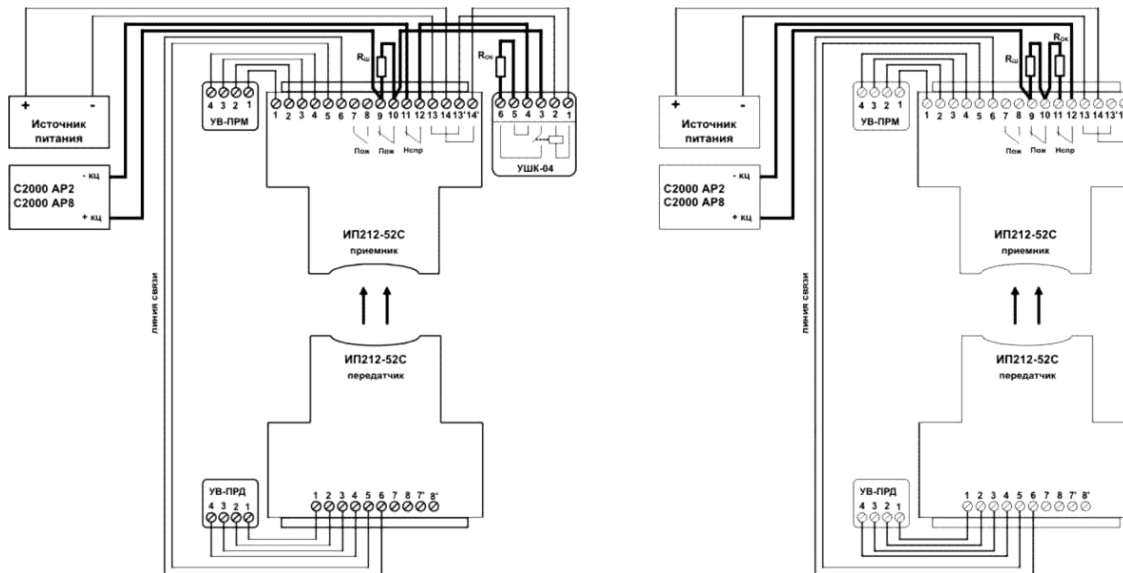 Rш
Rок
4 3 2 1
УВ-ПРМ
+ -
Источник
питания
1 2 3 4 5 6 7 8 9 10 11 12 13 14 13' 14'
Пож Пож Нспр
6 5 4 3 2 1
УШК-04
- кц
С2000 АР2
С2000 АР8
+ кц
ИП212-52С
приемник
линия связи
ИП212-52С
передатчик
УВ-ПРД
4 3 2 1
1 2 3 4 5 6 7 8 7' 8'
Rш
Rок
4 3 2 1
УВ-ПРМ
+ -
Источник
питания
1 2 3 4 5 6 7 8 9 10 11 12 13 14 13'
Пож Пож Нспр
- кц
С2000 АР2
С2000 АР8
+ кц
ИП212-52С
приемник
линия связи
ИП212-52С
передатчик
УВ-ПРД
4 3 2 1
1 2 3 4 5 6 7 8 7' 8'